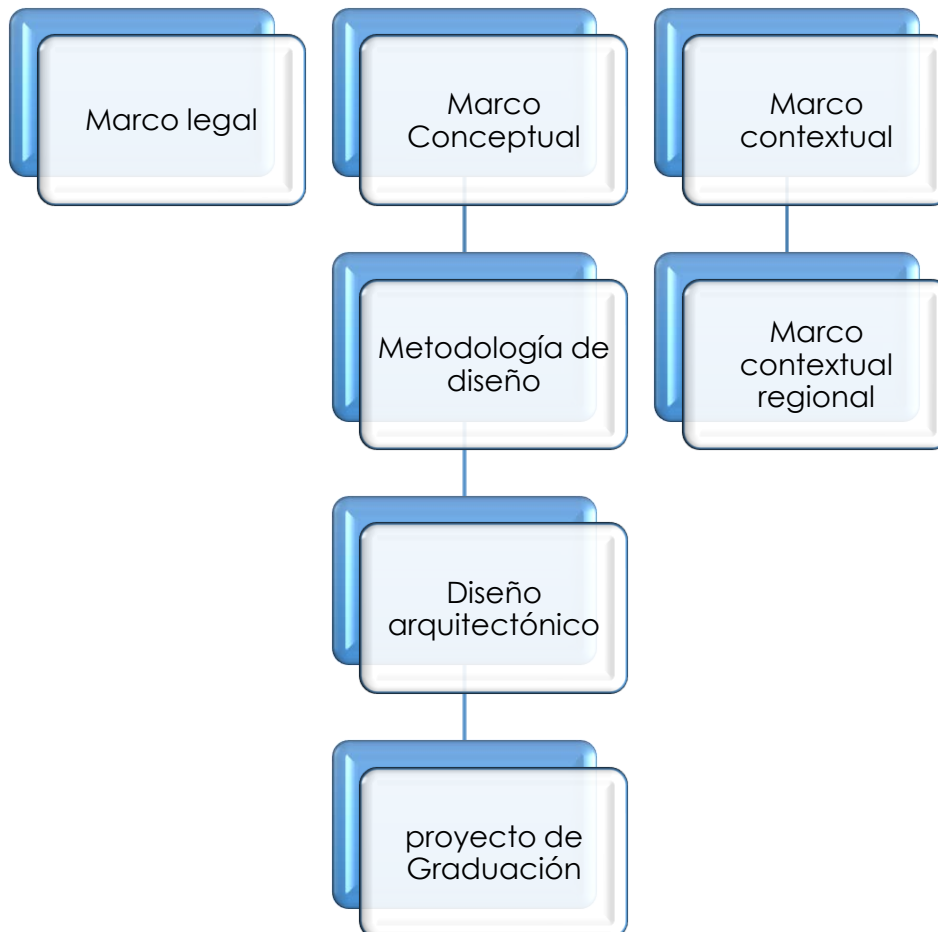 Marco legal
Marco
Conceptual
Marco
contextual
Metodología de
diseño
Marco
contextual
regional
Diseño
arquitectónico
proyecto de
Graduación